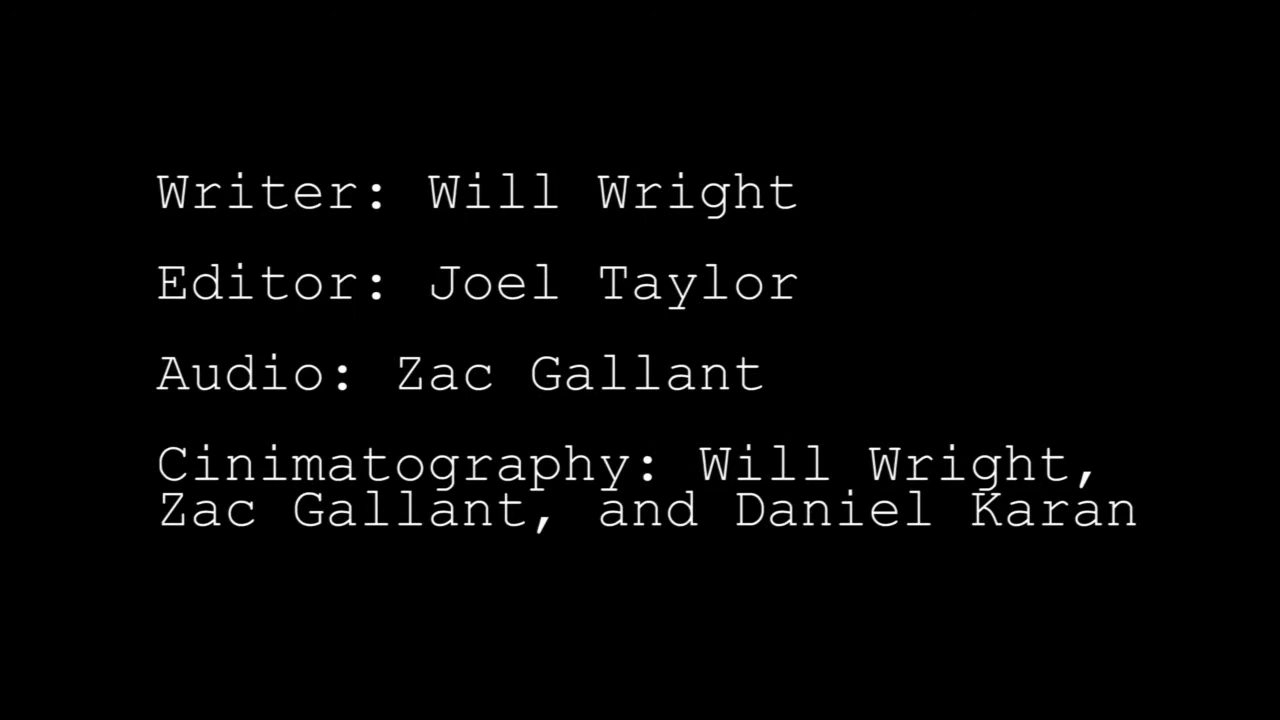 Writer: Will Wright
Editor: Joel Taylor
Audio: Zac Gallant
Cinimatography: Will Wright,
Zac Gallant, and Daniel Karan